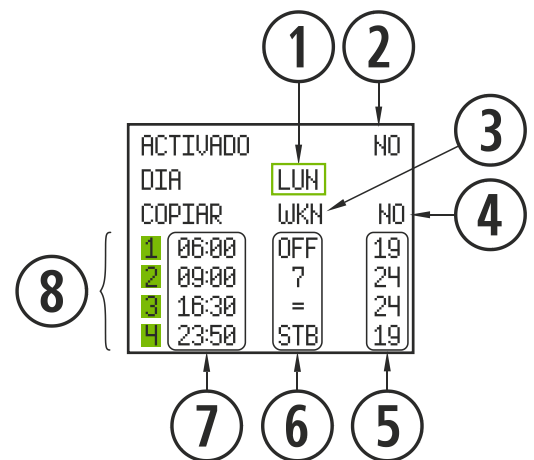 1 2
3
ACTIVADO NO
DIA LUN
COPIAR WKN NO
4
1 06:00 OFF 19
2 09:00 7 24
3 16:30 = 24
4 23:50 STB 19
8
7 6 5